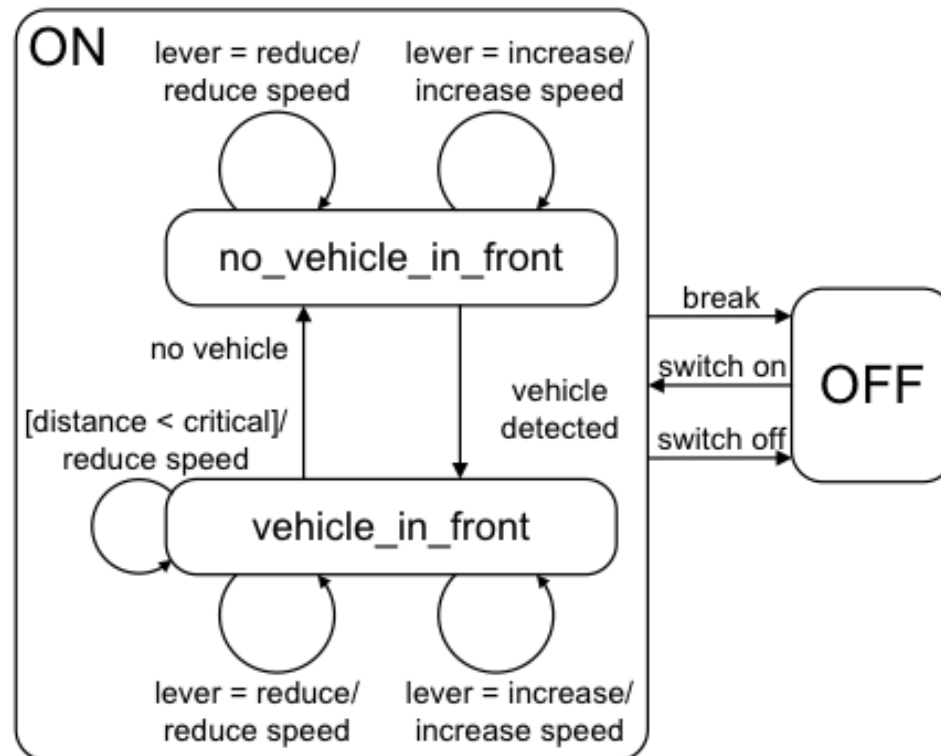 ON
lever = reduce/
reduce speed
lever = increase/
increase speed
no_vehicle_in_front
no vehicle
vehicle
detected
[distance < critical]/
reduce speed
vehicle_in_front
lever = reduce/
reduce speed
lever = increase/
increase speed
break
switch on
switch off
OFF